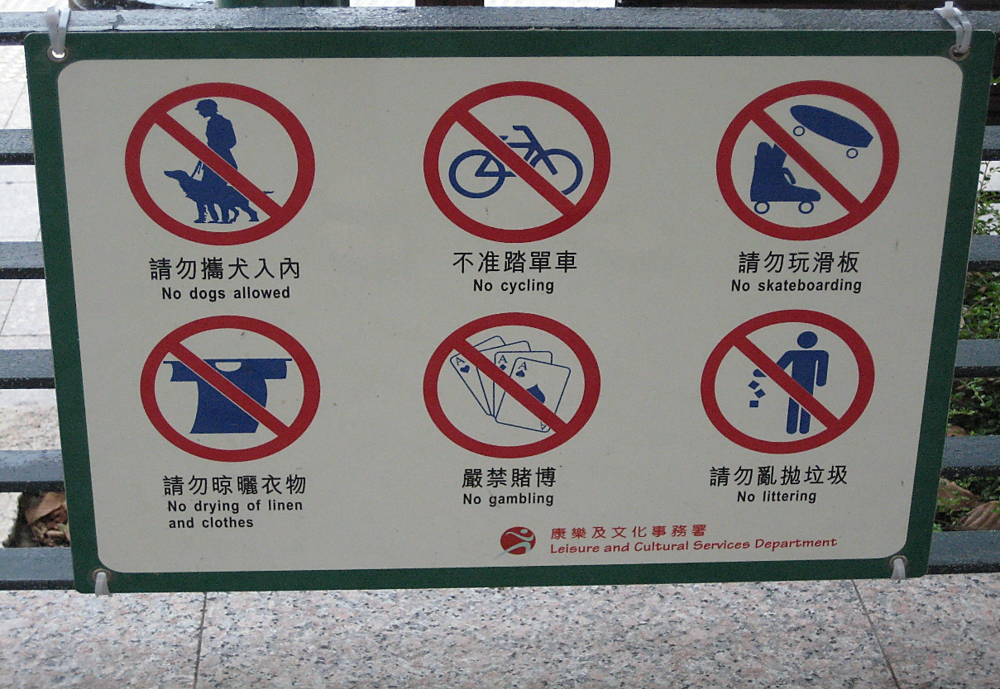 請勿攜犬入內
No dogs allowed
不准踏單車
No cycling
請勿玩滑板
No skateboarding
請勿晾曬衣物
No drying of linen
and clothes
A
A
A
A
嚴禁賭博
No gambling
請勿亂拋垃圾
No littering
康樂及文化事務署
Leisure and Cultural Services Department